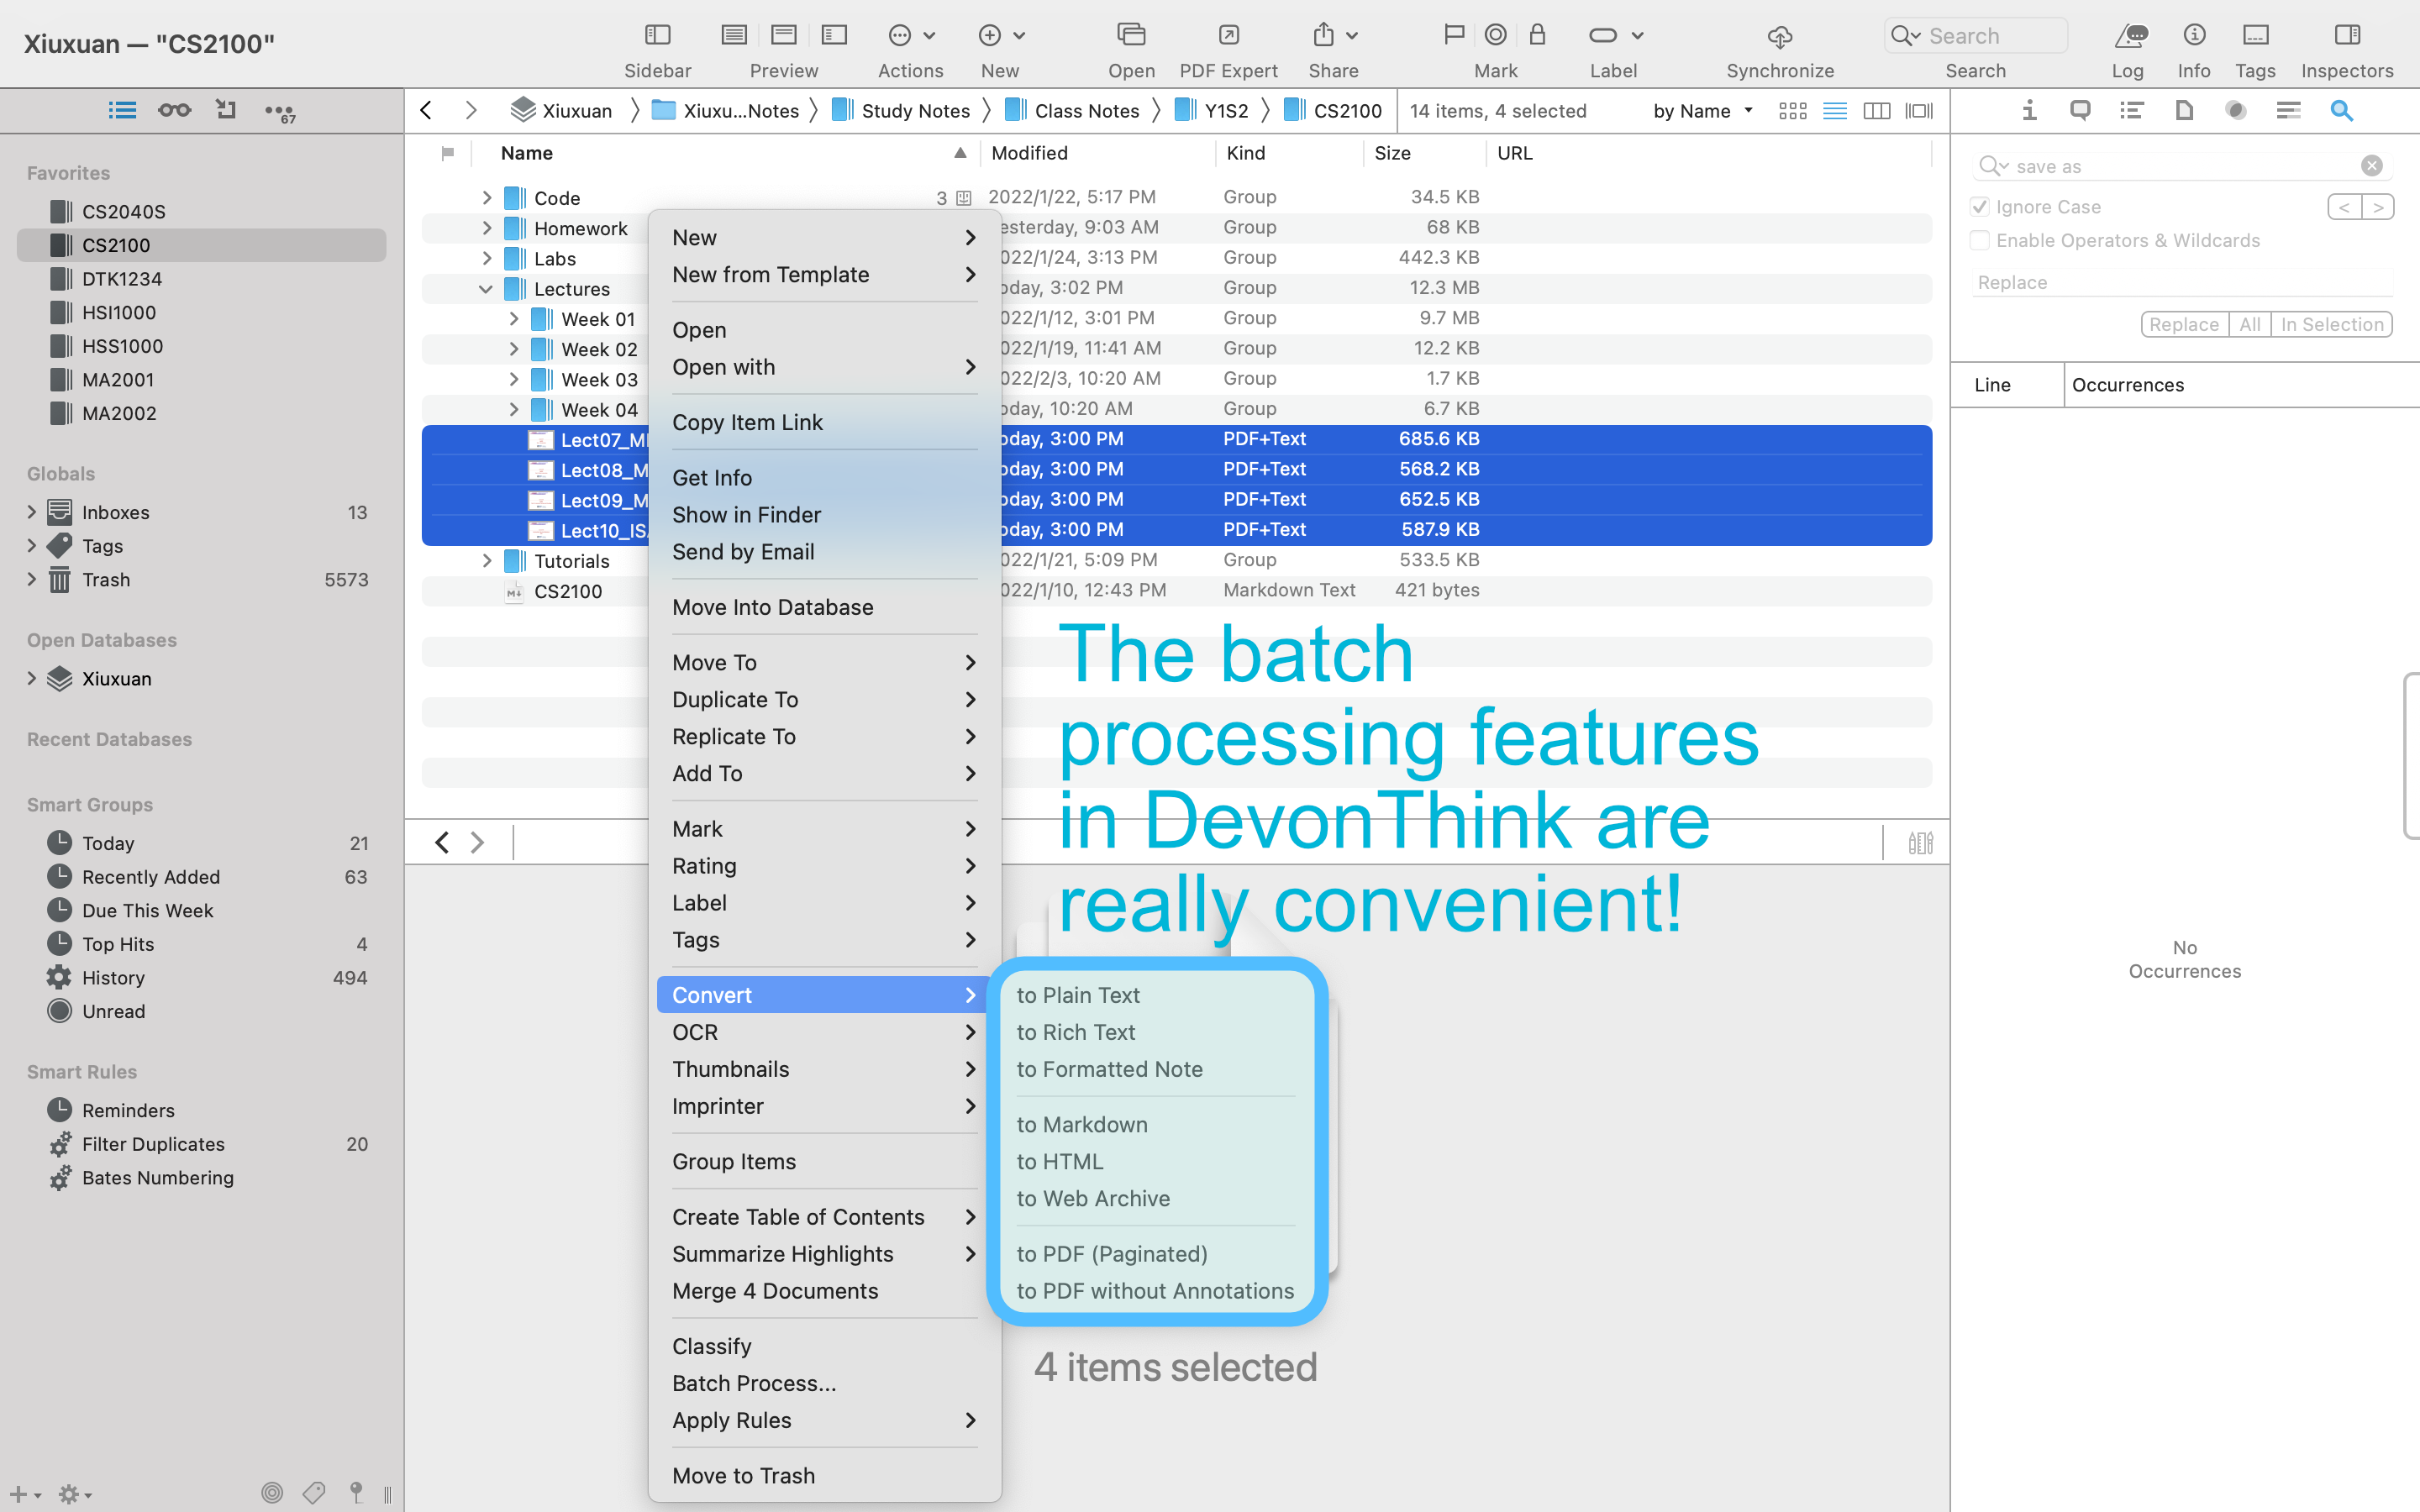 Xiuxuan — "CS2100"
Sidebar
Preview
Actions
New
Open
PDF Expert
Share
Mark
Label
Synchronize
Search
Search
Log
Info
Tags
Inspectors
67
Xiuxuan
Xiuxu...Notes
Study Notes
Class Notes
Y1S2
CS2100
14 items, 4 selected
by Name
Favorites
CS2040S
CS2100
DTK1234
HSI1000
HSS1000
MA2001
MA2002
Globals
Inboxes 13
Tags
Trash 5573
Open Databases
Xiuxuan
Recent Databases
Smart Groups
Today 21
Recently Added 63
Due This Week
Top Hits 4
History 494
Unread
Smart Rules
Reminders
Filter Duplicates 20
Bates Numbering
Name Modified Kind Size URL
Code 3 2022/1/22, 5:17 PM Group 34.5 KB
Homework esterday, 9:03 AM Group 68 KB
Labs 022/1/24, 3:13 PM Group 442.3 KB
Lectures oday, 3:02 PM Group 12.3 MB
Week 01 022/1/12, 3:01 PM Group 9.7 MB
Week 02 022/1/19, 11:41 AM Group 12.2 KB
Week 03 022/2/3, 10:20 AM Group 1.7 KB
Week 04 oday, 10:20 AM Group 6.7 KB
Lect07_MI oday, 3:00 PM PDF+Text 685.6 KB
Lect08_M oday, 3:00 PM PDF+Text 568.2 KB
Lect09_M oday, 3:00 PM PDF+Text 652.5 KB
Lect10_IS oday, 3:00 PM PDF+Text 587.9 KB
Tutorials 022/1/21, 5:09 PM Group 533.5 KB
CS2100 022/1/10, 12:43 PM Markdown Text 421 bytes
New
New from Template
Open
Open with
Copy Item Link
Get Info
Show in Finder
Send by Email
Move Into Database
Move To
Duplicate To
Replicate To
Add To
Mark
Rating
Label
Tags
Convert
OCR
Thumbnails
Imprinter
Group Items
Create Table of Contents
Summarize Highlights
Merge 4 Documents
Classify
Batch Process...
Apply Rules
Move to Trash
The batch
processing features
in DevonThink are
really convenient!
to Plain Text
to Rich Text
to Formatted Note
to Markdown
to HTML
to Web Archive
to PDF (Paginated)
to PDF without Annotations
4 items selected
save as
Ignore Case
< >
Enable Operators & Wildcards
Replace
Replace All In Selection
Line Occurrences
No
Occurrences